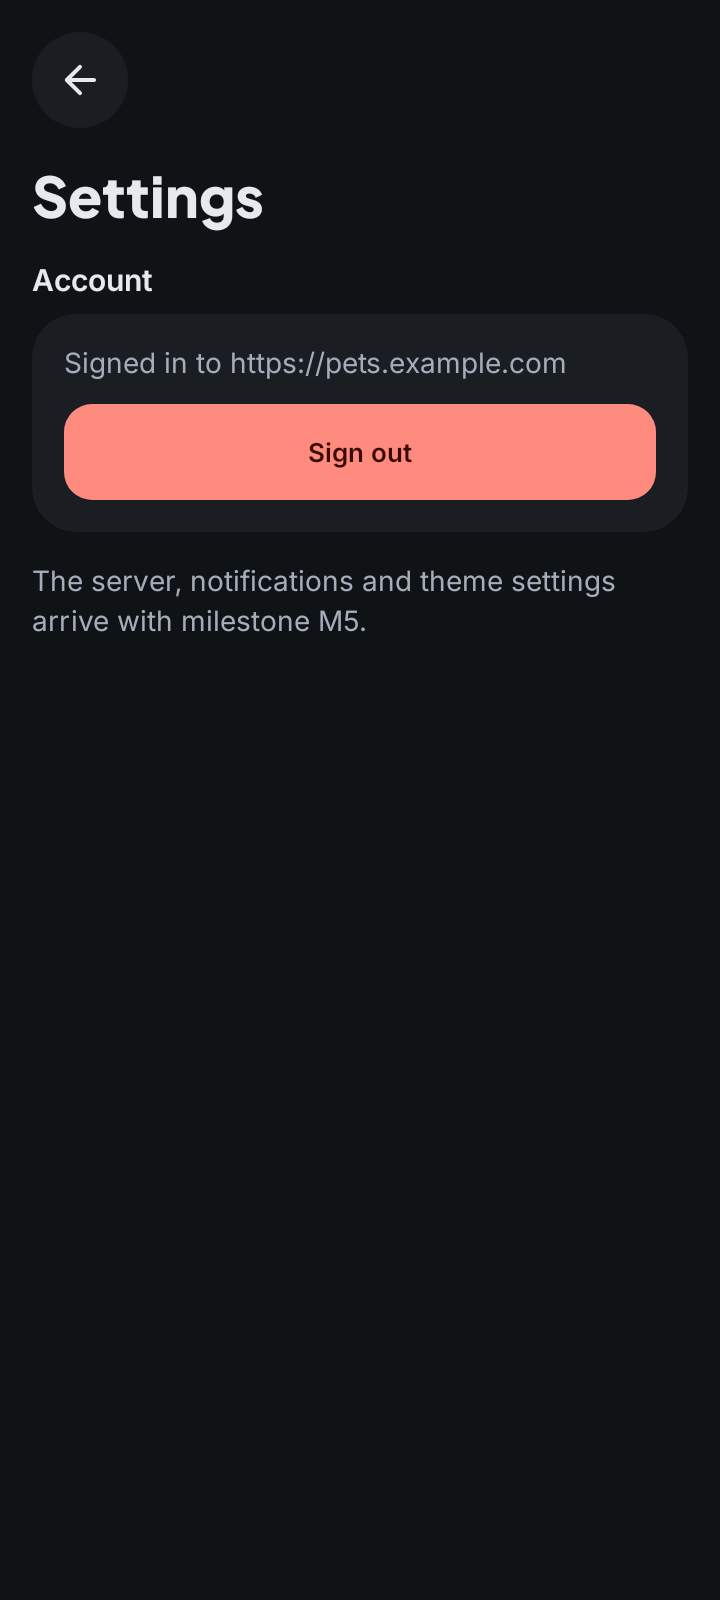 Settings
Account
Signed in to https://pets.example.com
Sign out
The server, notifications and theme settings
arrive with milestone M5.